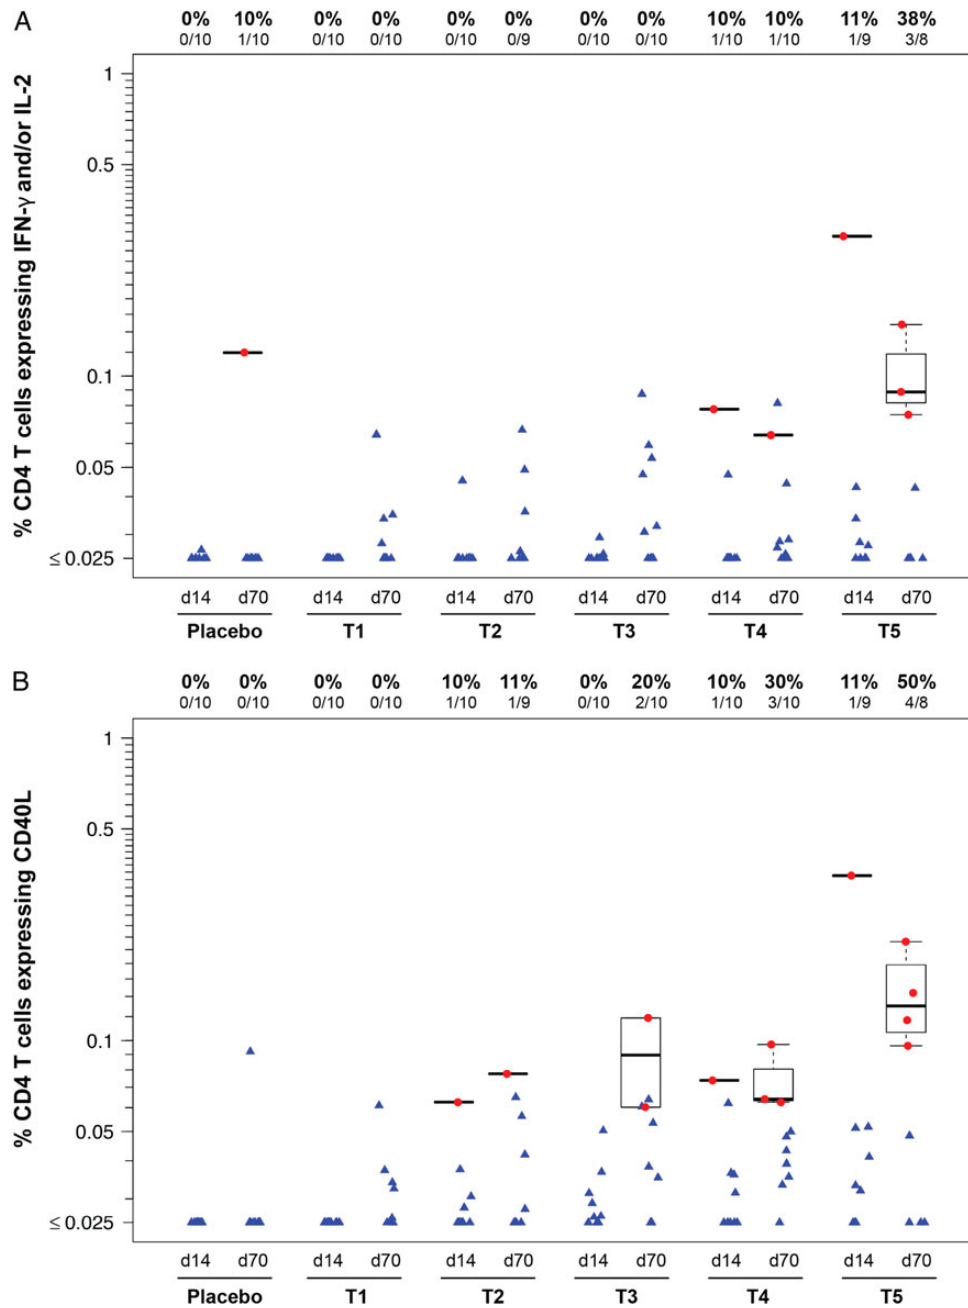 A
0% 10% 0% 0% 0% 0% 0% 0% 10% 10% 11% 38%
0/10 1/10 0/10 0/10 0/10 0/9 0/10 0/10 1/10 1/10 1/9 3/8
% CD4 T cells expressing IFN-γ and/or IL-2
1
0.5
0.1
0.05
≤ 0.025
d14 d70 d14 d70 d14 d70 d14 d70 d14 d70 d14 d70
Placebo T1 T2 T3 T4 T5
B
0% 0% 0% 0% 10% 11% 0% 20% 10% 30% 11% 50%
0/10 0/10 0/10 0/10 1/10 1/9 0/10 2/10 1/10 3/10 1/9 4/8
% CD4 T cells expressing CD40L
1
0.5
0.1
0.05
≤ 0.025
d14 d70 d14 d70 d14 d70 d14 d70 d14 d70 d14 d70
Placebo T1 T2 T3 T4 T5